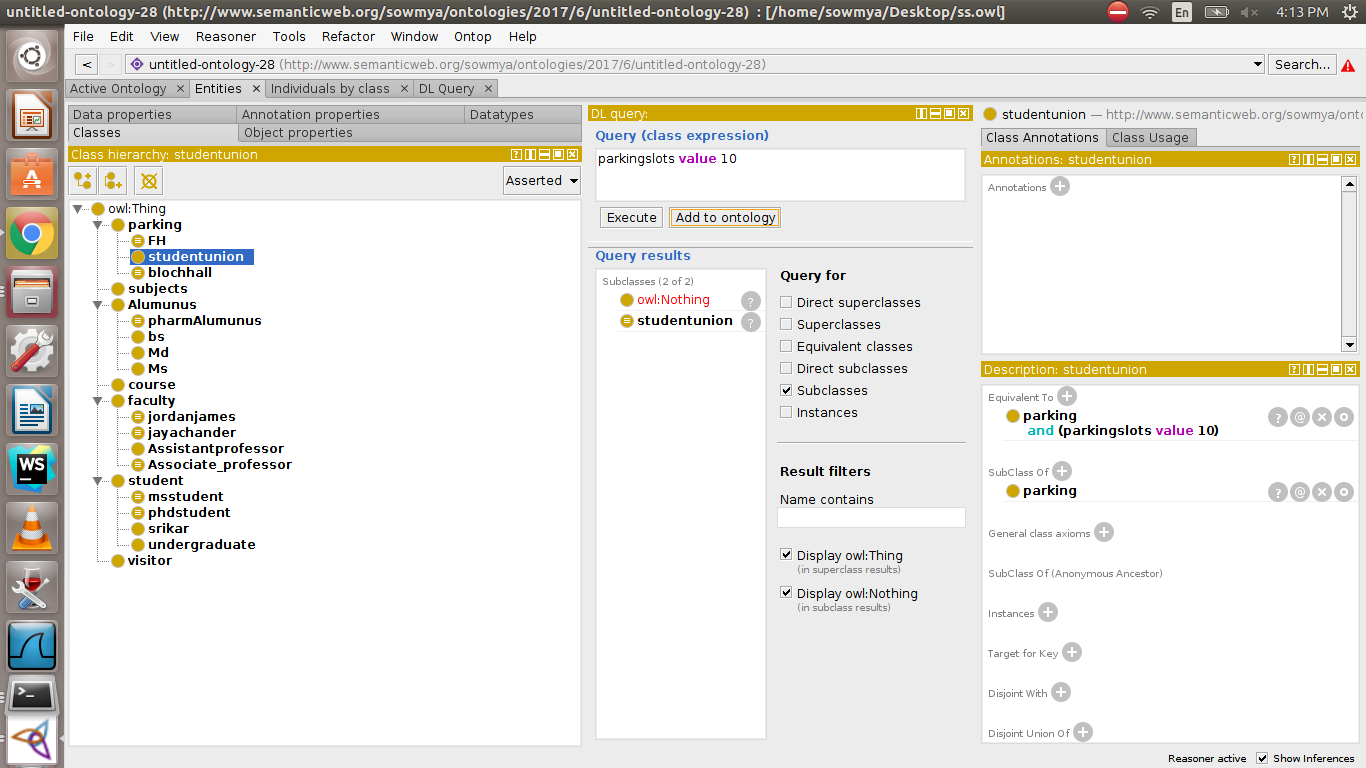 untitled-ontology-28 (http://www.semanticweb.org/sowmya/ontologies/2017/6/untitled-ontology-28) : [/home/sowmya/Desktop/ss.owl]
En
4:13 PM
File Edit View Reasoner Tools Refactor Window Ontop Help
< untitled-ontology-28 (http://www.semanticweb.org/sowmya/ontologies/2017/6/untitled-ontology-28) Search...
Active Ontology Entities Individuals by class DL Query
Data properties Annotation properties Datatypes
Classes Object properties
Class hierarchy: studentunion
Asserted
owl:Thing
parking
FH
studentunion
blochhall
subjects
Alumunus
pharmAlumunus
bs
Md
Ms
course
faculty
jordanjames
jayachander
Assistantprofessor
Associate_professor
student
msstudent
phdstudent
srikar
undergraduate
visitor
DL query:
Query (class expression)
parkingslots value 10
Execute Add to ontology
Query results
Subclasses (2 of 2)
owl:Nothing ?
studentunion ?
Query for
Direct superclasses
Superclasses
Equivalent classes
Direct subclasses
Subclasses
Instances
Result filters
Name contains
Display owl:Thing
(in superclass results)
Display owl:Nothing
(in subclass results)
studentunion — http://www.semanticweb.org/sowmya/ont
Class Annotations Class Usage
Annotations: studentunion
Annotations
Description: studentunion
Equivalent To
parking
and (parkingslots value 10)
SubClass Of
parking
General class axioms
SubClass Of (Anonymous Ancestor)
Instances
Target for Key
Disjoint With
Disjoint Union Of
Reasoner active Show Inferences
WS